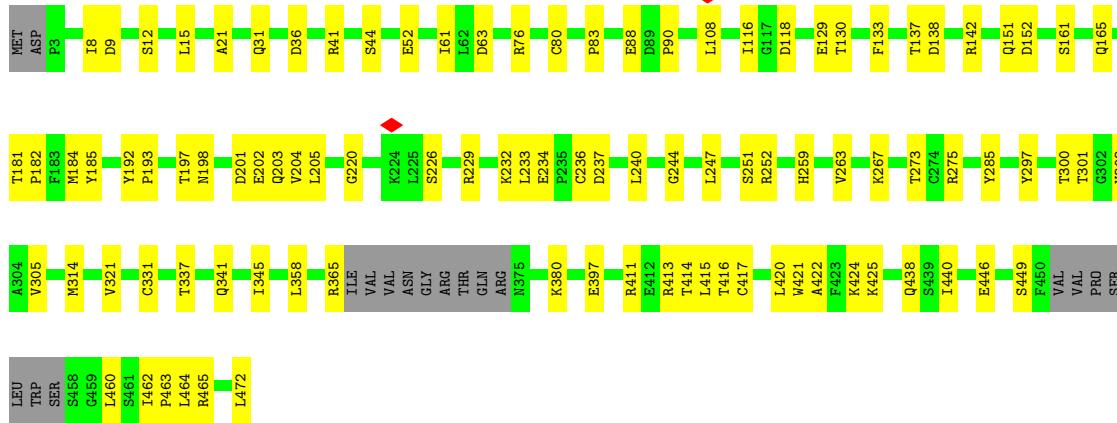 MET ASP P3 I8 D9 S12 L15 A21 Q31 D36 R41 S44 E52 I61 L62 D63 R76 C80 P83 E88 D89 P90 L108 I116 G117 D118 E129 T130 F133 T137 D138 R142 Q151 D152 S161 Q165
T181 P182 F183 M184 Y185 Y192 P193 T197 N198 D201 E202 Q203 V204 L205 G220 K224 L225 S226 R229 K232 L233 E234 P235 C236 D237 L240 G244 L247 S251 R252 H259 V263 K267 T273 C274 R275 Y285 Y297 T300 T301 G302
A304 V305 M314 V321 C331 T337 Q341 I345 L358 R365 ILE VAL VAL ASN GLY ARG THR GLN ARG N375 K380 E397 R411 E412 R413 T414 L415 T416 C417 L420 W421 A422 F423 K424 K425 Q438 S439 I440 E446 S449 F450 VAL VAL PRO SER
LEU TRP SER S458 G459 L460 S461 I462 P463 L464 R465 L472